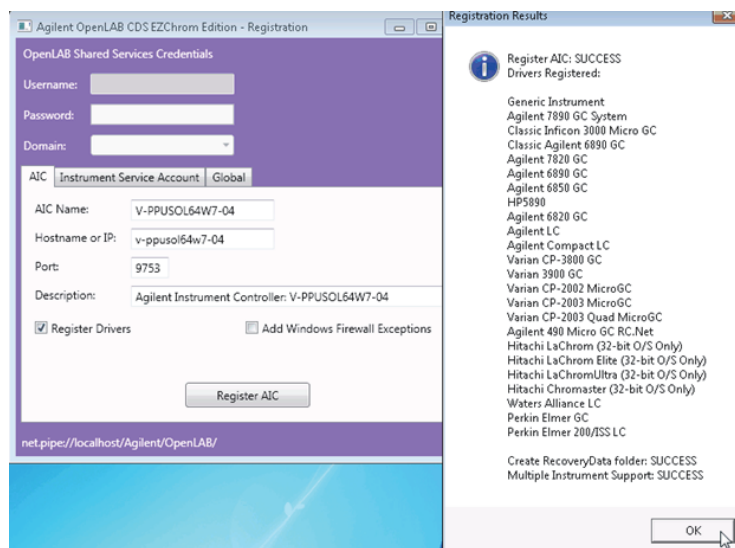 Agilent OpenLAB CDS EZChrom Edition - Registration
OpenLAB Shared Services Credentials
Username:
Password:
Domain:
AIC Instrument Service Account Global
AIC Name: V-PPUSOL64W7-04
Hostname or IP: v-ppusol64w7-04
Port: 9753
Description: Agilent Instrument Controller: V-PPUSOL64W7-04
Register Drivers Add Windows Firewall Exceptions
Register AIC
net.pipe://localhost/Agilent/OpenLAB/
Registration Results
Register AIC: SUCCESS
Drivers Registered:
Generic Instrument
Agilent 7890 GC System
Classic Inficon 3000 Micro GC
Classic Agilent 6890 GC
Agilent 7820 GC
Agilent 6890 GC
Agilent 6850 GC
HP5890
Agilent 6820 GC
Agilent LC
Agilent Compact LC
Varian CP-3800 GC
Varian 3900 GC
Varian CP-2002 MicroGC
Varian CP-2003 MicroGC
Varian CP-2003 Quad MicroGC
Agilent 490 Micro GC RC.Net
Hitachi LaChrom (32-bit O/S Only)
Hitachi LaChrom Elite (32-bit O/S Only)
Hitachi LaChromUltra (32-bit O/S Only)
Hitachi Chromaster (32-bit O/S Only)
Waters Alliance LC
Perkin Elmer GC
Perkin Elmer 200/ISS LC
Create RecoveryData folder: SUCCESS
Multiple Instrument Support: SUCCESS
OK